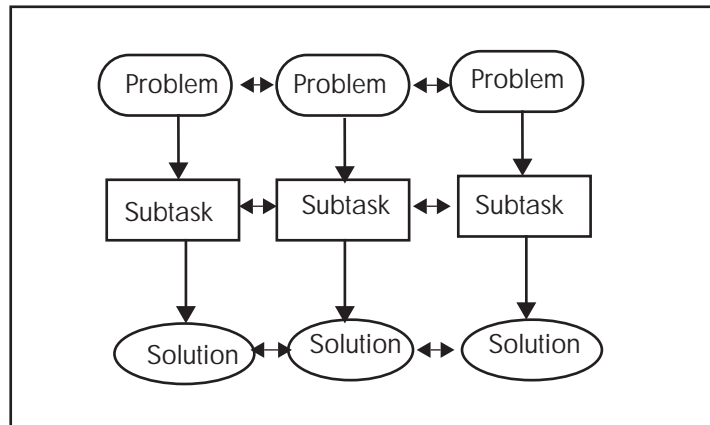 Problem
Problem
Problem
Subtask
Subtask
Subtask
Solution
Solution
Solution